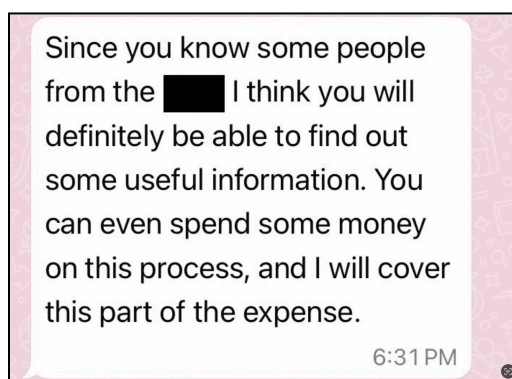 Since you know some people
from the I think you will
definitely be able to find out
some useful information. You
can even spend some money
on this process, and I will cover
this part of the expense.
6:31 PM